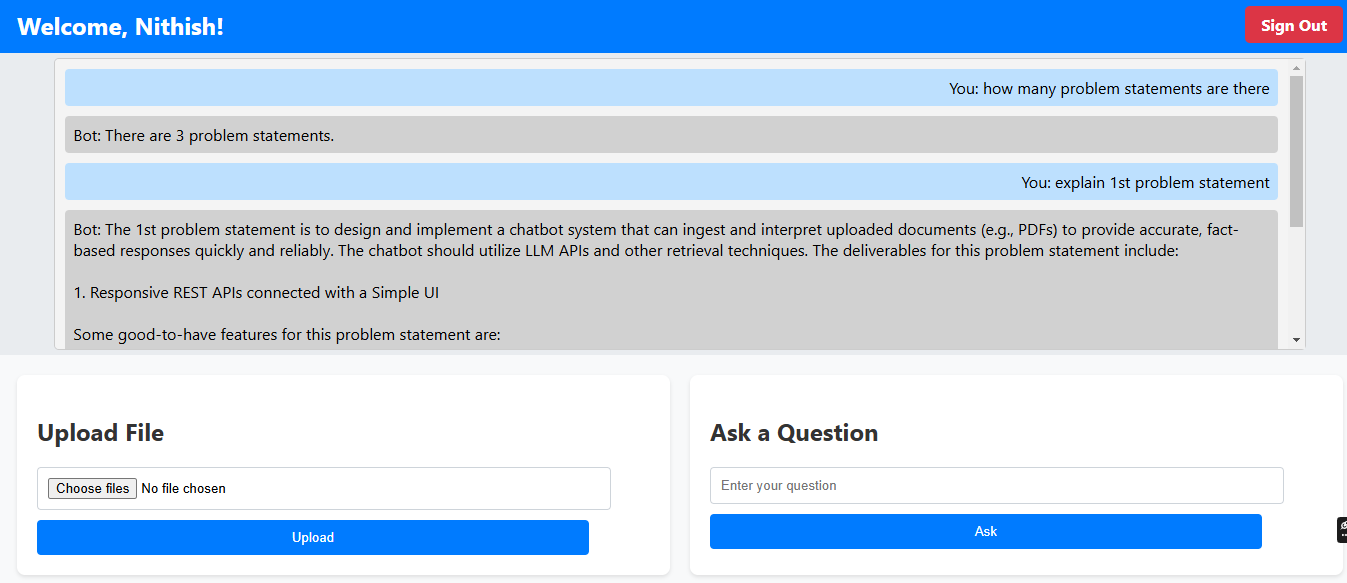 Welcome, Nithish!
Sign Out
You: how many problem statements are there
Bot: There are 3 problem statements.
You: explain 1st problem statement
Bot: The 1st problem statement is to design and implement a chatbot system that can ingest and interpret uploaded documents (e.g., PDFs) to provide accurate, fact-
based responses quickly and reliably. The chatbot should utilize LLM APIs and other retrieval techniques. The deliverables for this problem statement include:
1. Responsive REST APIs connected with a Simple UI
Some good-to-have features for this problem statement are:
Upload File
Choose files No file chosen
Upload
Ask a Question
Enter your question
Ask